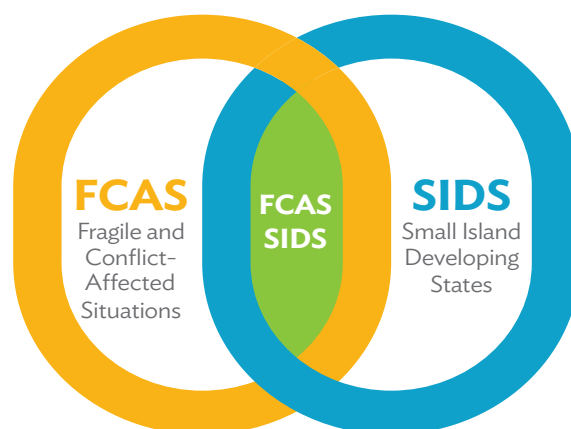 FCAS
Fragile and
Conflict-
Affected
Situations
FCAS
SIDS
SIDS
Small Island
Developing
States